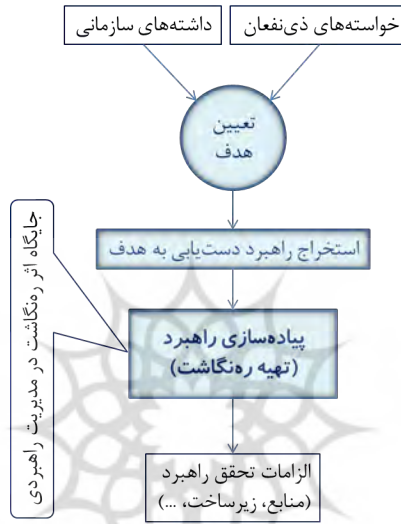 خواسته‌های ذی‌نفعان
داشته‌های سازمانی
تعیین
هدف
استخراج راهبرد دست‌یابی به هدف
پیاده‌سازی راهبرد
(تهیه ره‌نگاشت)
جایگاه اثر ره‌نگاشت در مدیریت راهبردی
الزامات تحقق راهبرد
(منابع، زیرساخت، ...)